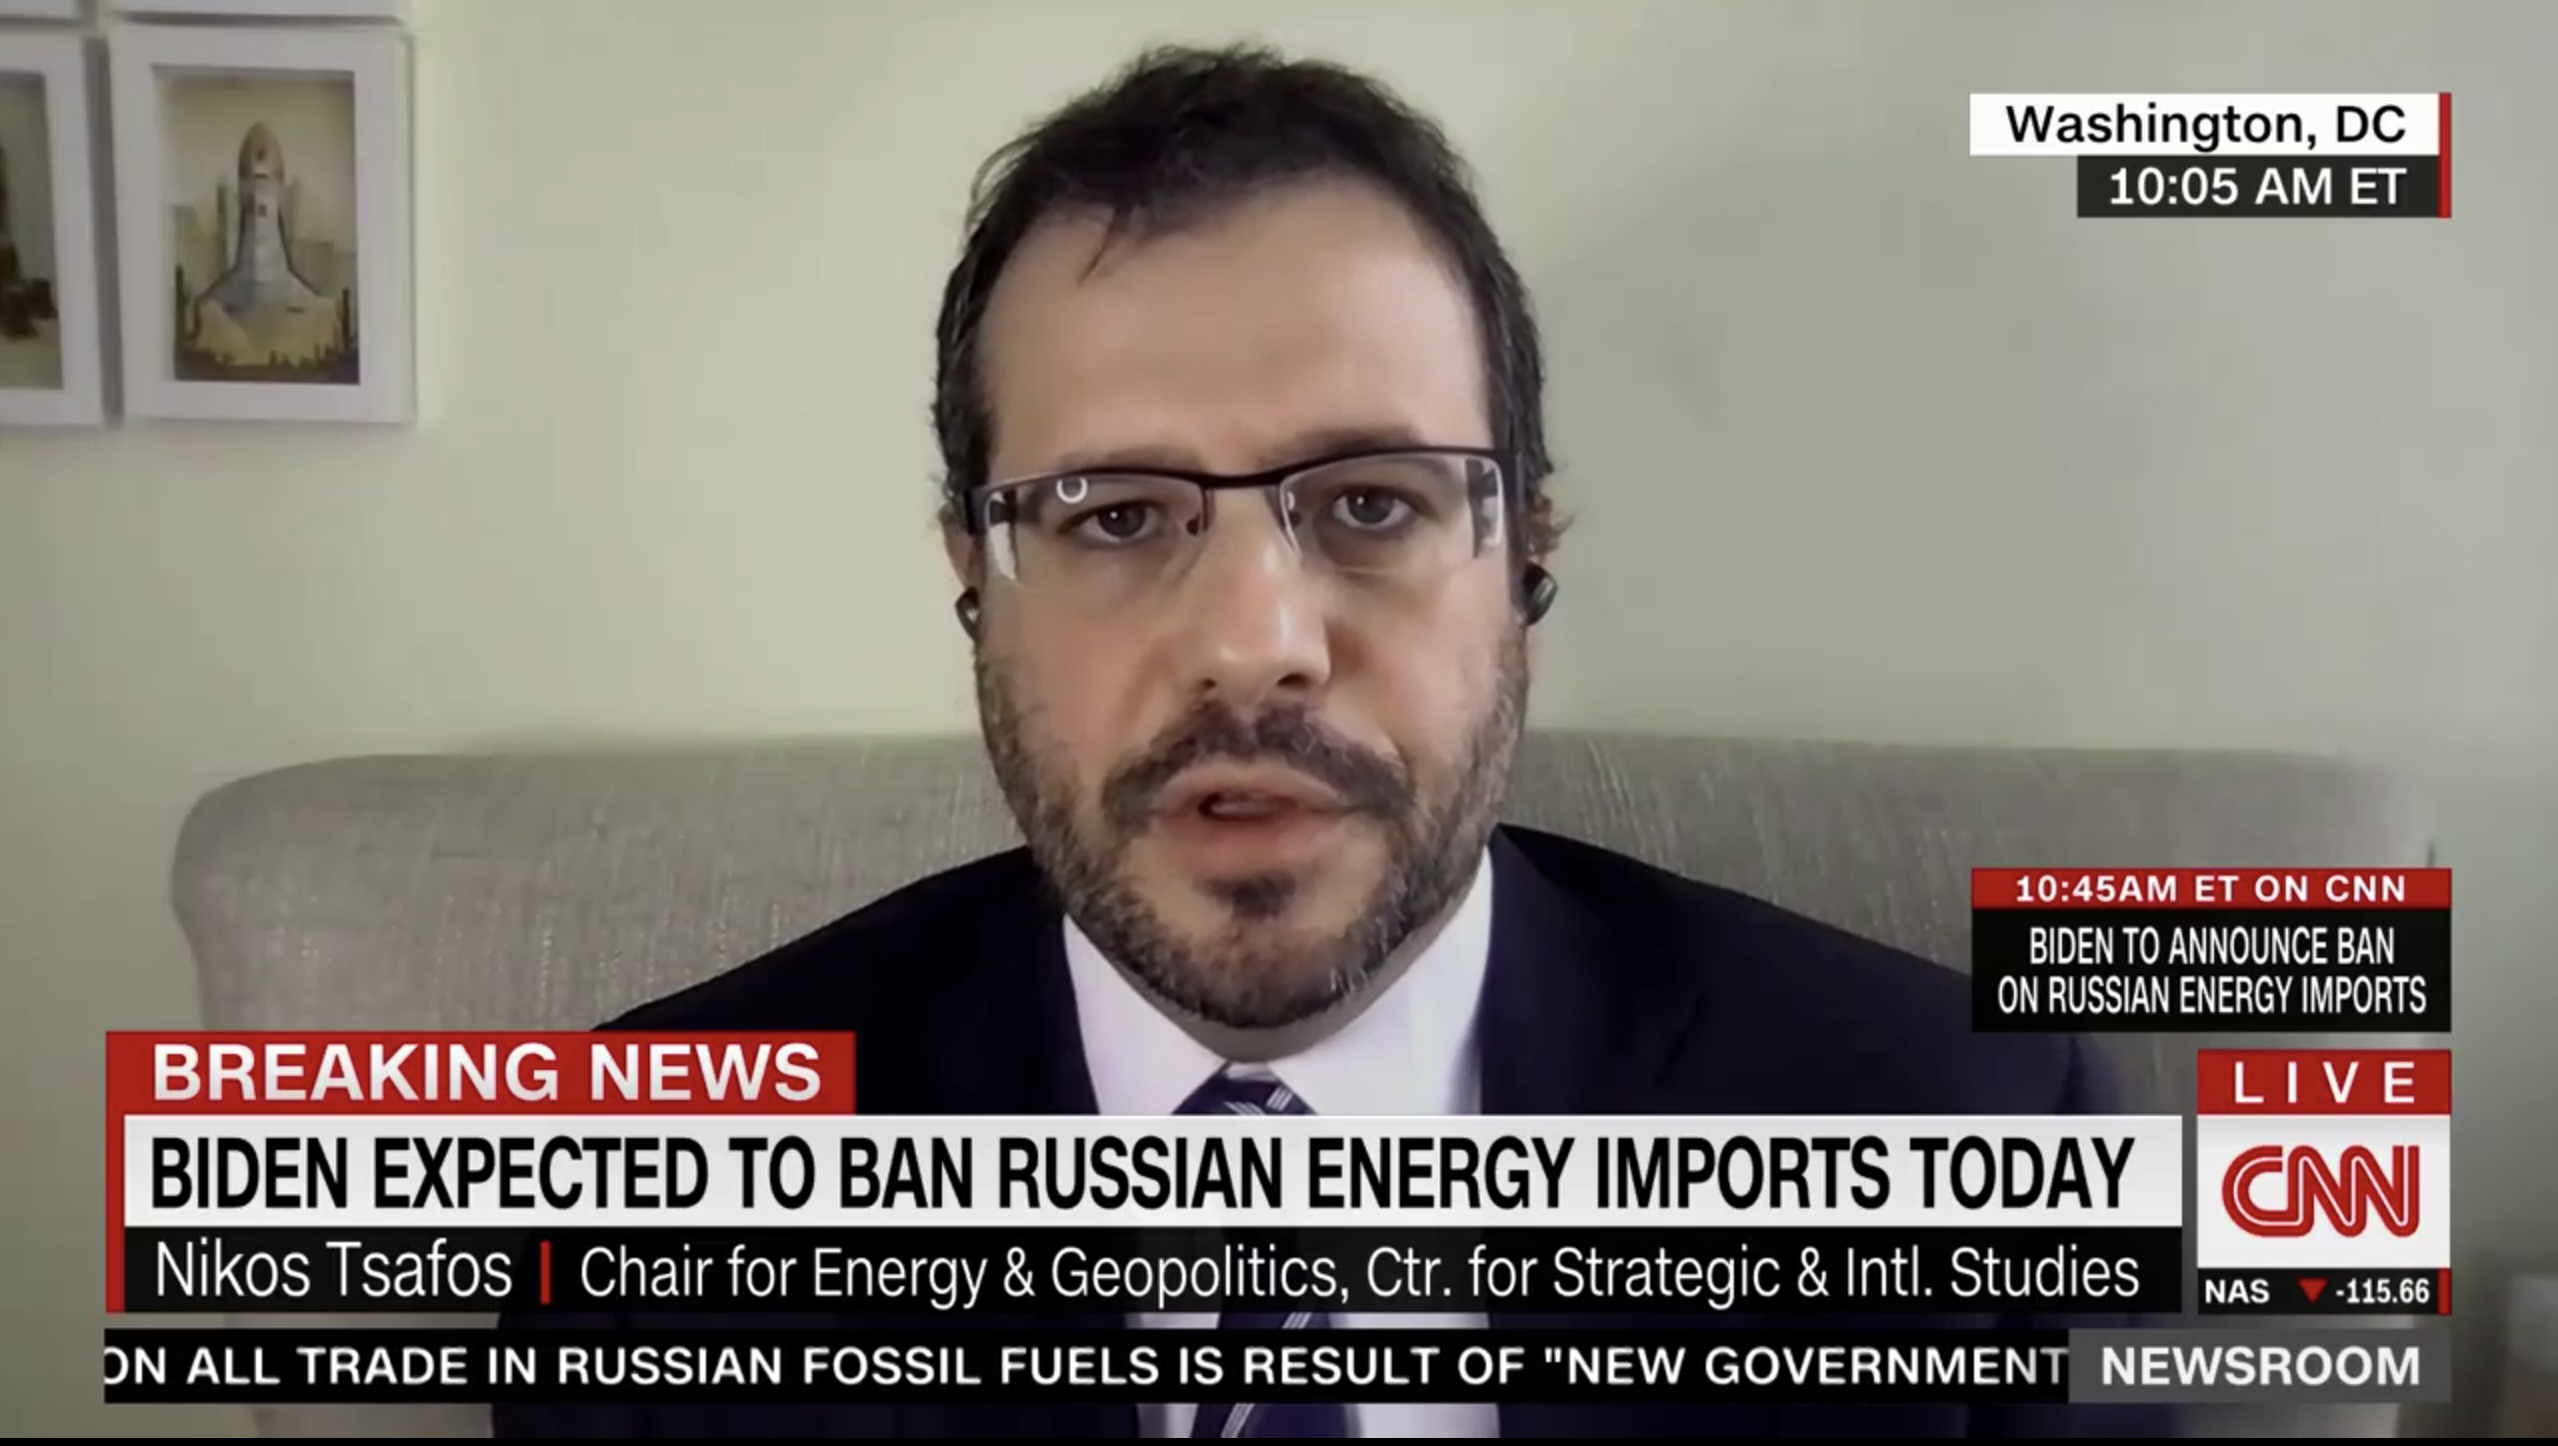 Washington, DC
10:05 AM ET
10:45AM ET ON CNN
BIDEN TO ANNOUNCE BAN
ON RUSSIAN ENERGY IMPORTS
BREAKING NEWS
BIDEN EXPECTED TO BAN RUSSIAN ENERGY IMPORTS TODAY
Nikos Tsafos | Chair for Energy & Geopolitics, Ctr. for Strategic & Intl. Studies
LIVE
CNN
NAS ▼ -115.66
ON ALL TRADE IN RUSSIAN FOSSIL FUELS IS RESULT OF "NEW GOVERNMENT
NEWSROOM